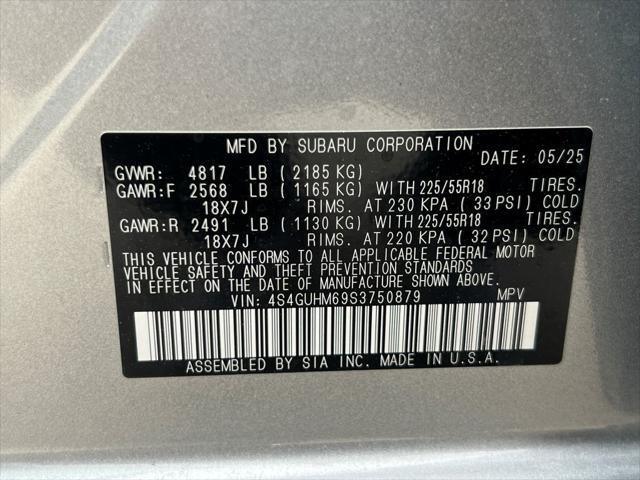 MFD BY SUBARU CORPORATION
DATE: 05/25
GVWR: 4817 LB (2185 KG)
GAWR:F 2568 LB (1165 KG) WITH 225/55R18 TIRES.
18X7J RIMS. AT 230 KPA (33 PSI) COLD
GAWR:R 2491 LB (1130 KG) WITH 225/55R18 TIRES.
18X7J RIMS. AT 220 KPA (32 PSI) COLD
THIS VEHICLE CONFORMS TO ALL APPLICABLE FEDERAL MOTOR
VEHICLE SAFETY AND THEFT PREVENTION STANDARDS IN EFFECT
ON THE DATE OF MANUFACTURE SHOWN ABOVE.
VIN: 4S4GUHM69S3750879 MPV
ASSEMBLED BY SIA INC. MADE IN U.S.A.